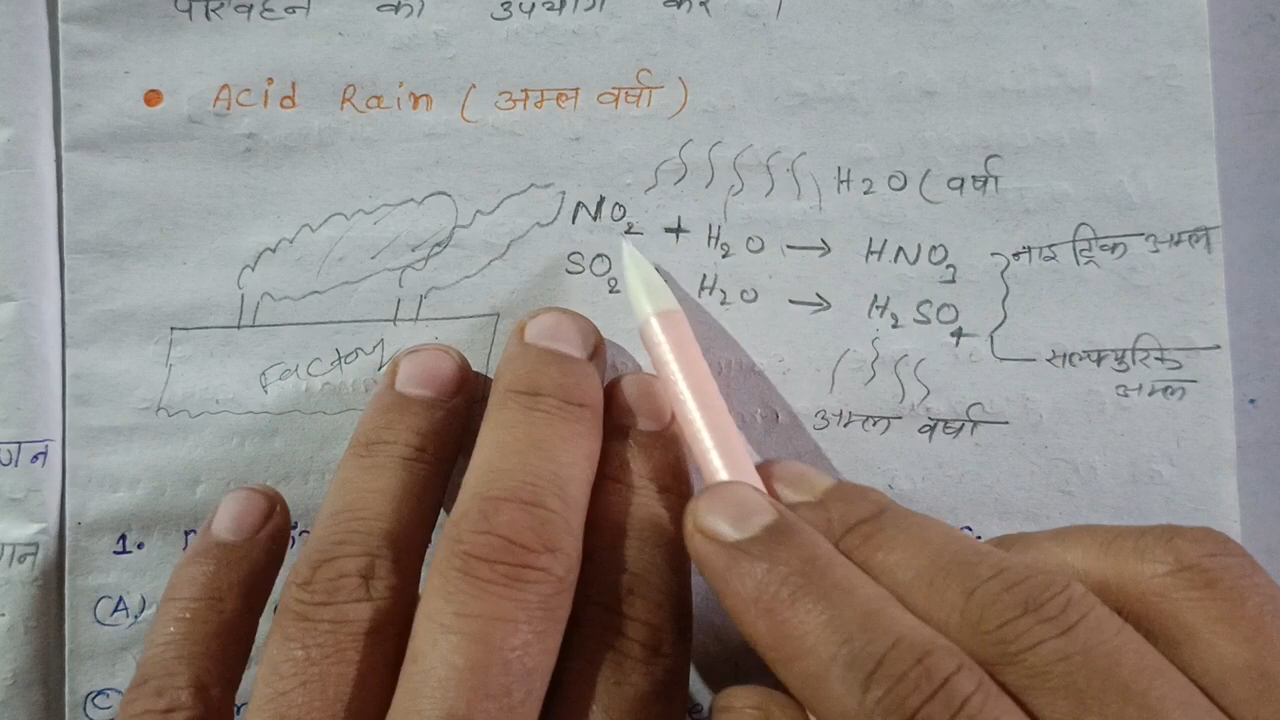 परिवहन का उपयोग करें ।
• Acid Rain ( अम्ल वर्षा )
H2O ( वर्षा
NO2 + H2O → HNO3 नाइट्रिक अम्ल
SO2 H2O → H2SO4
Factory
सल्फ्युरिक
अम्ल
अम्ल वर्षा
1.
(A)
(C)